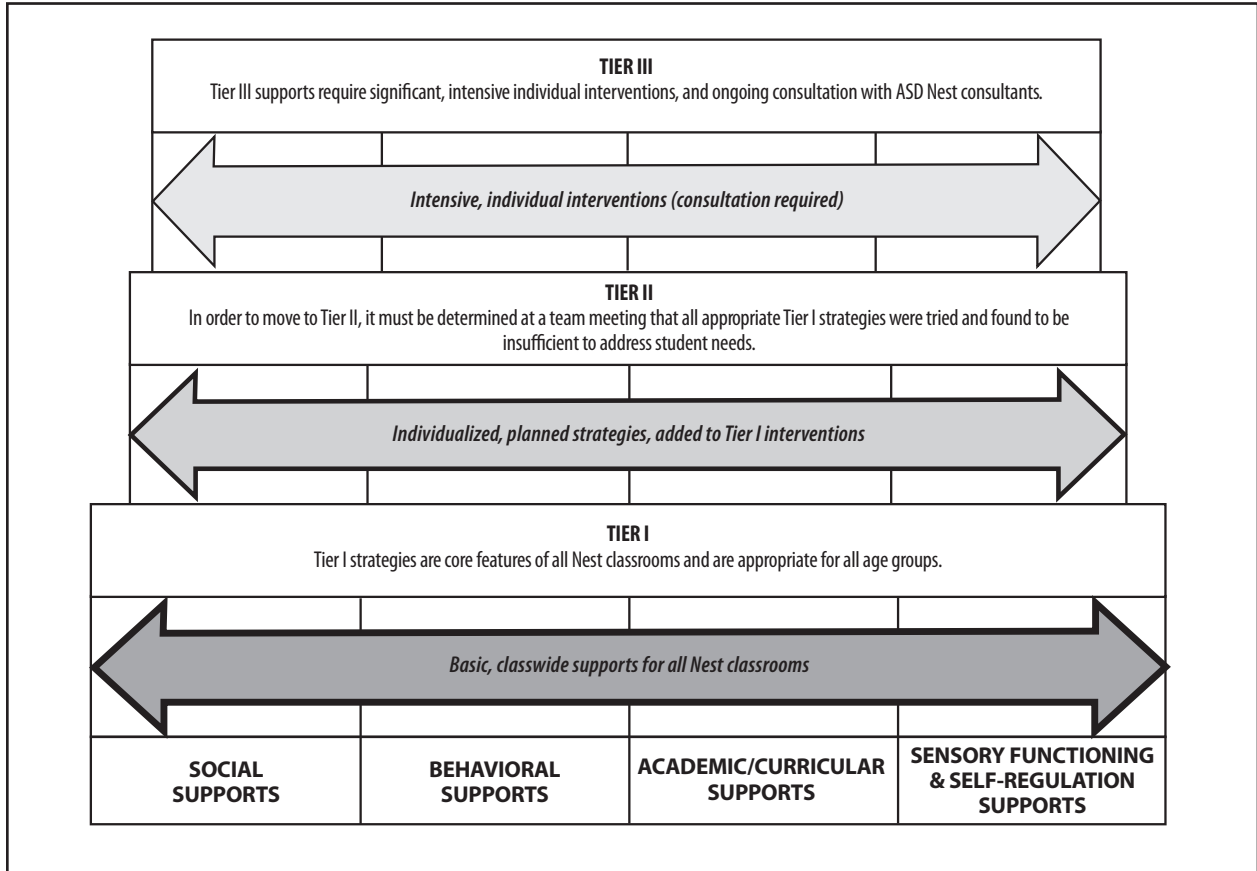 TIER III
Tier III supports require significant, intensive individual interventions, and ongoing consultation with ASD Nest consultants.
Intensive, individual interventions (consultation required)
TIER II
In order to move to Tier II, it must be determined at a team meeting that all appropriate Tier I strategies were tried and found to be
insufficient to address student needs.
Individualized, planned strategies, added to Tier I interventions
TIER I
Tier I strategies are core features of all Nest classrooms and are appropriate for all age groups.
Basic, classwide supports for all Nest classrooms
SOCIAL
SUPPORTS
BEHAVIORAL
SUPPORTS
ACADEMIC/CURRICULAR
SUPPORTS
SENSORY FUNCTIONING
& SELF-REGULATION
SUPPORTS